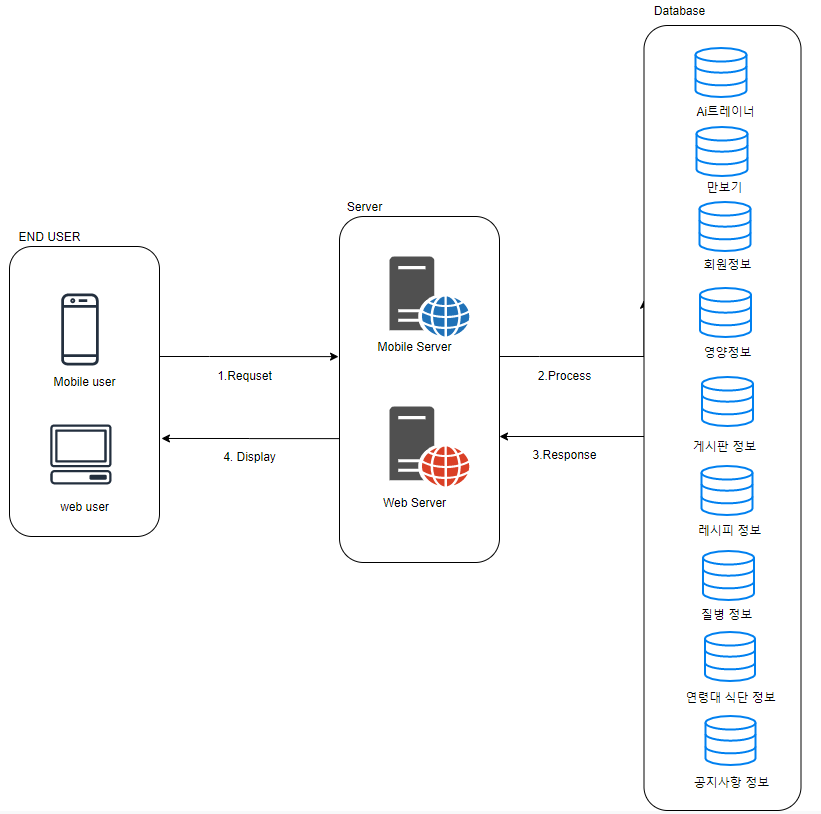 Database
Ai트레이너
만보기
회원정보
영양정보
게시판 정보
레시피 정보
질병 정보
연령대 식단 정보
공지사항 정보
Server
Mobile Server
Web Server
END USER
Mobile user
web user
1.Requset
2.Process
3.Response
4. Display